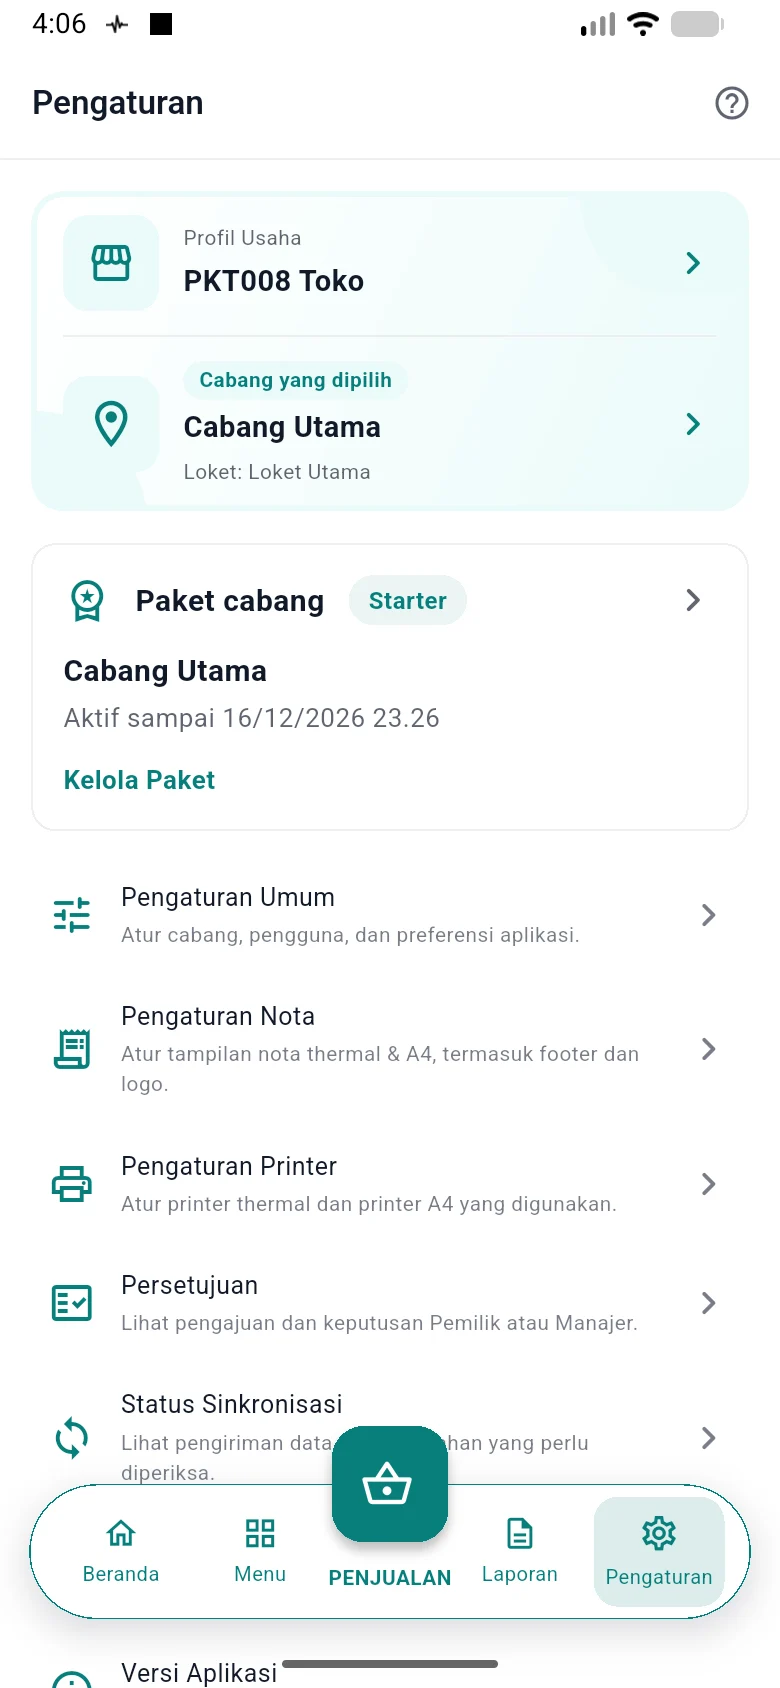 4:06
Pengaturan
Profil Usaha
PKT008 Toko
Cabang yang dipilih
Cabang Utama
Loket: Loket Utama
Paket cabang
Starter
Cabang Utama
Aktif sampai 16/12/2026 23.26
Kelola Paket
Pengaturan Umum
Atur cabang, pengguna, dan preferensi aplikasi.
Pengaturan Nota
Atur tampilan nota thermal & A4, termasuk footer dan
logo.
Pengaturan Printer
Atur printer thermal dan printer A4 yang digunakan.
Persetujuan
Lihat pengajuan dan keputusan Pemilik atau Manajer.
Status Sinkronisasi
Lihat pengiriman data yang perlu
diperiksa.
Beranda
Menu
PENJUALAN
Laporan
Pengaturan
Versi Aplikasi